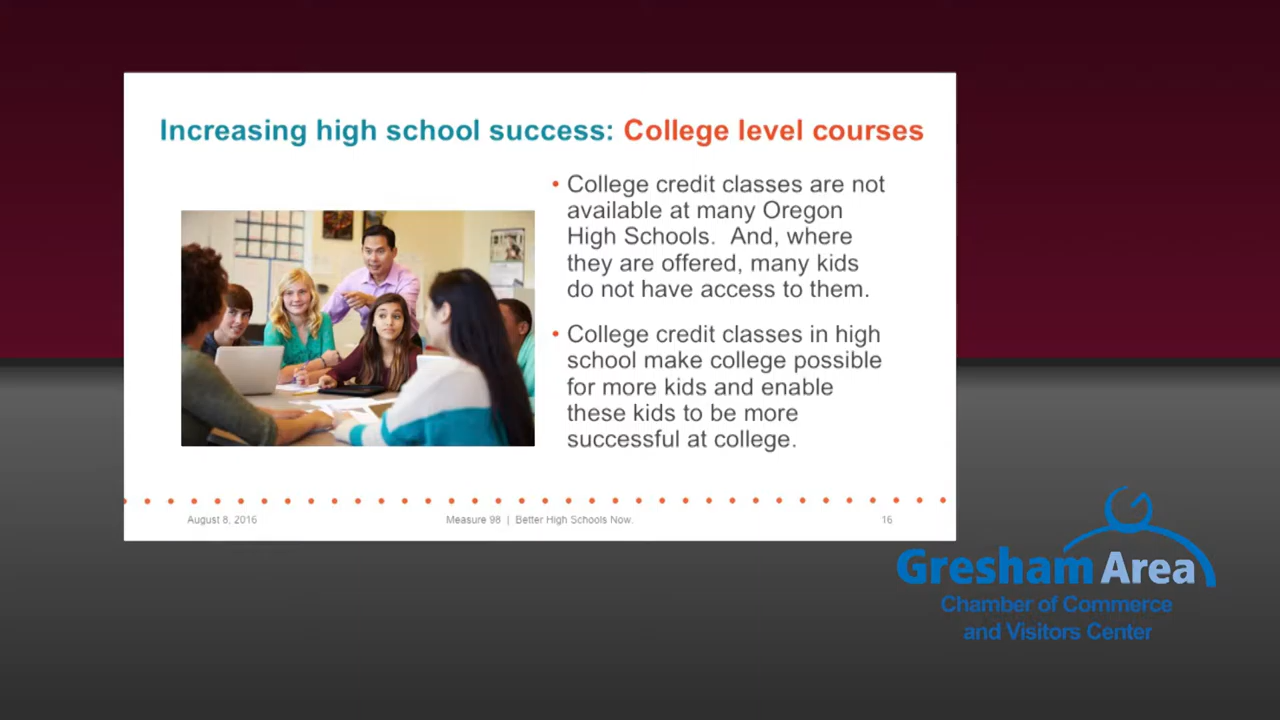 Increasing high school success: College level courses
• College credit classes are not
available at many Oregon
High Schools.  And, where
they are offered, many kids
do not have access to them.
• College credit classes in high
school make college possible
for more kids and enable
these kids to be more
successful at college.
August 8, 2016
Measure 98 | Better High Schools Now.
16
Gresham Area
Chamber of Commerce
and Visitors Center